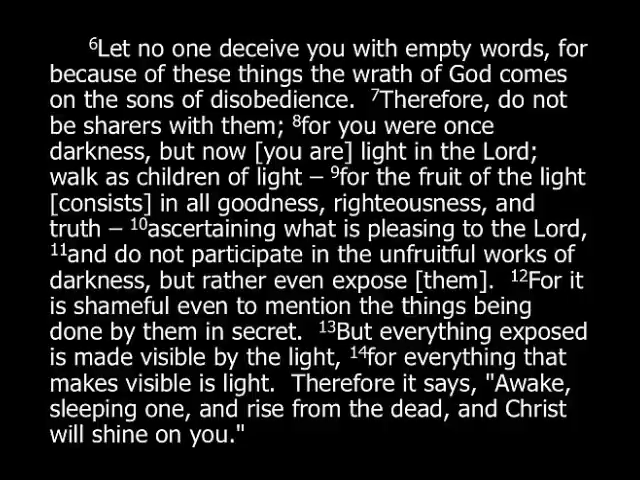 ⁶Let no one deceive you with empty words, for
because of these things the wrath of God comes
on the sons of disobedience.  ⁷Therefore, do not
be sharers with them; ⁸for you were once
darkness, but now [you are] light in the Lord;
walk as children of light – ⁹for the fruit of the light
[consists] in all goodness, righteousness, and
truth – ¹⁰ascertaining what is pleasing to the Lord,
¹¹and do not participate in the unfruitful works of
darkness, but rather even expose [them].  ¹²For it
is shameful even to mention the things being
done by them in secret.  ¹³But everything exposed
is made visible by the light, ¹⁴for everything that
makes visible is light.  Therefore it says, "Awake,
sleeping one, and rise from the dead, and Christ
will shine on you."